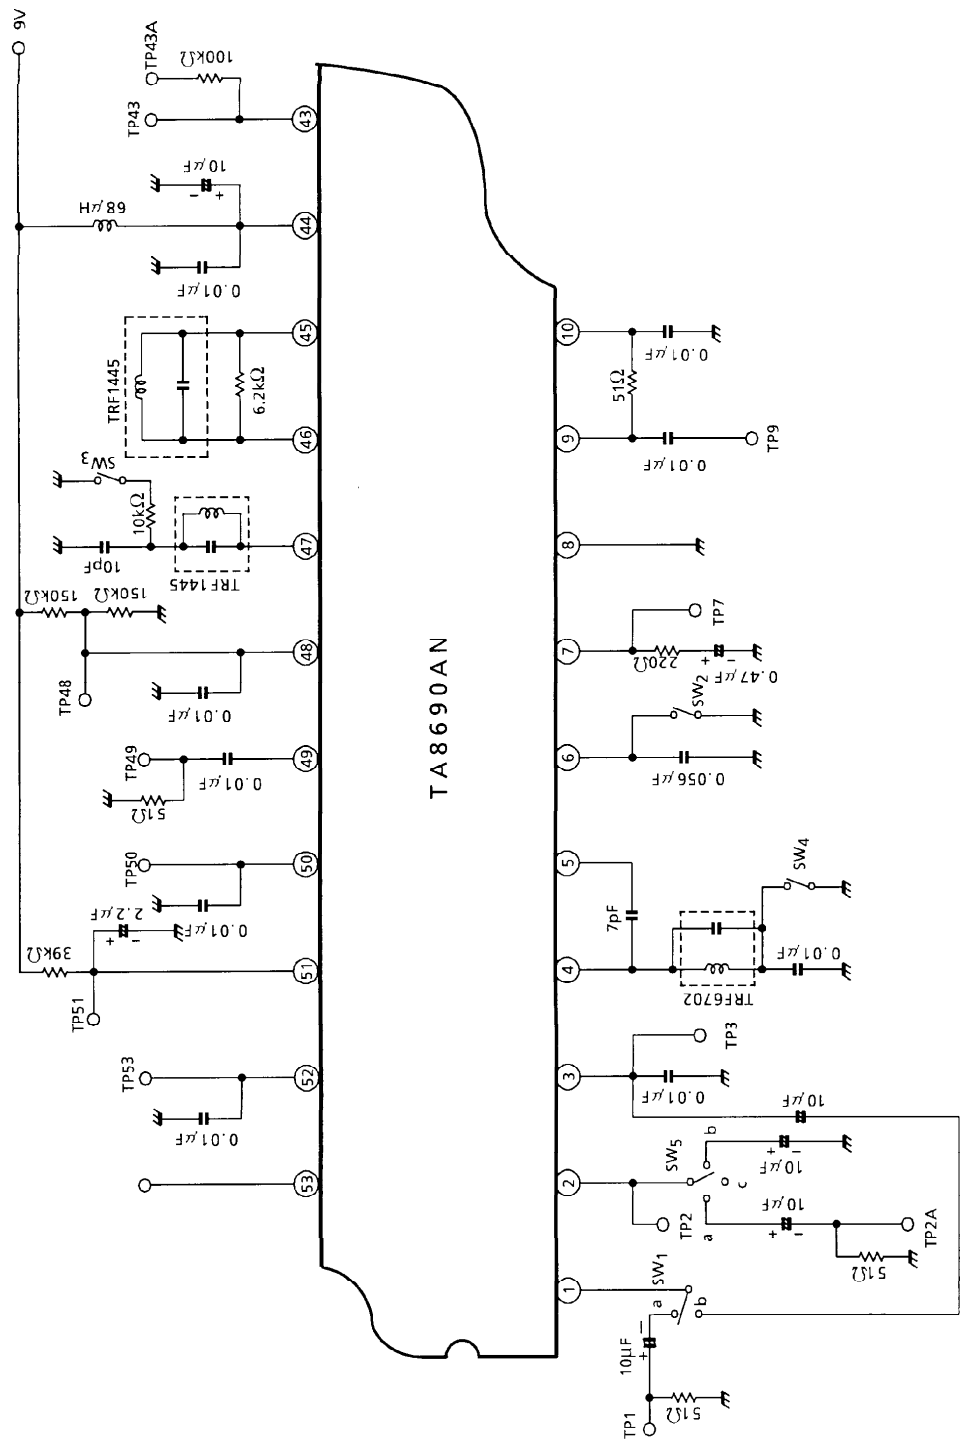 9V
TP43A
100kΩ
TP43
43
10μF
+
−
68μH
44
0.01μF
45
TRF1445
6.2kΩ
46
SW3
10kΩ
10pF
TRF1445
47
150kΩ
150kΩ
48
TP48
0.01μF
TP49
49
0.01μF
51Ω
TP50
50
0.01μF
2.2μF
+
−
39kΩ
51
TP51
TP53
52
0.01μF
53
TA8690AN
10
0.01μF
51Ω
9
0.01μF
TP9
8
7
TP7
220Ω
+
−
0.47μF
SW2
6
0.056μF
5
7pF
SW4
4
TRF6702
0.01μF
3
TP3
0.01μF
10μF
2
SW5
b
c
a
+
−
10μF
TP2
+
−
10μF
TP2A
51Ω
1
SW1
a
b
10μF
+
−
TP1
51Ω